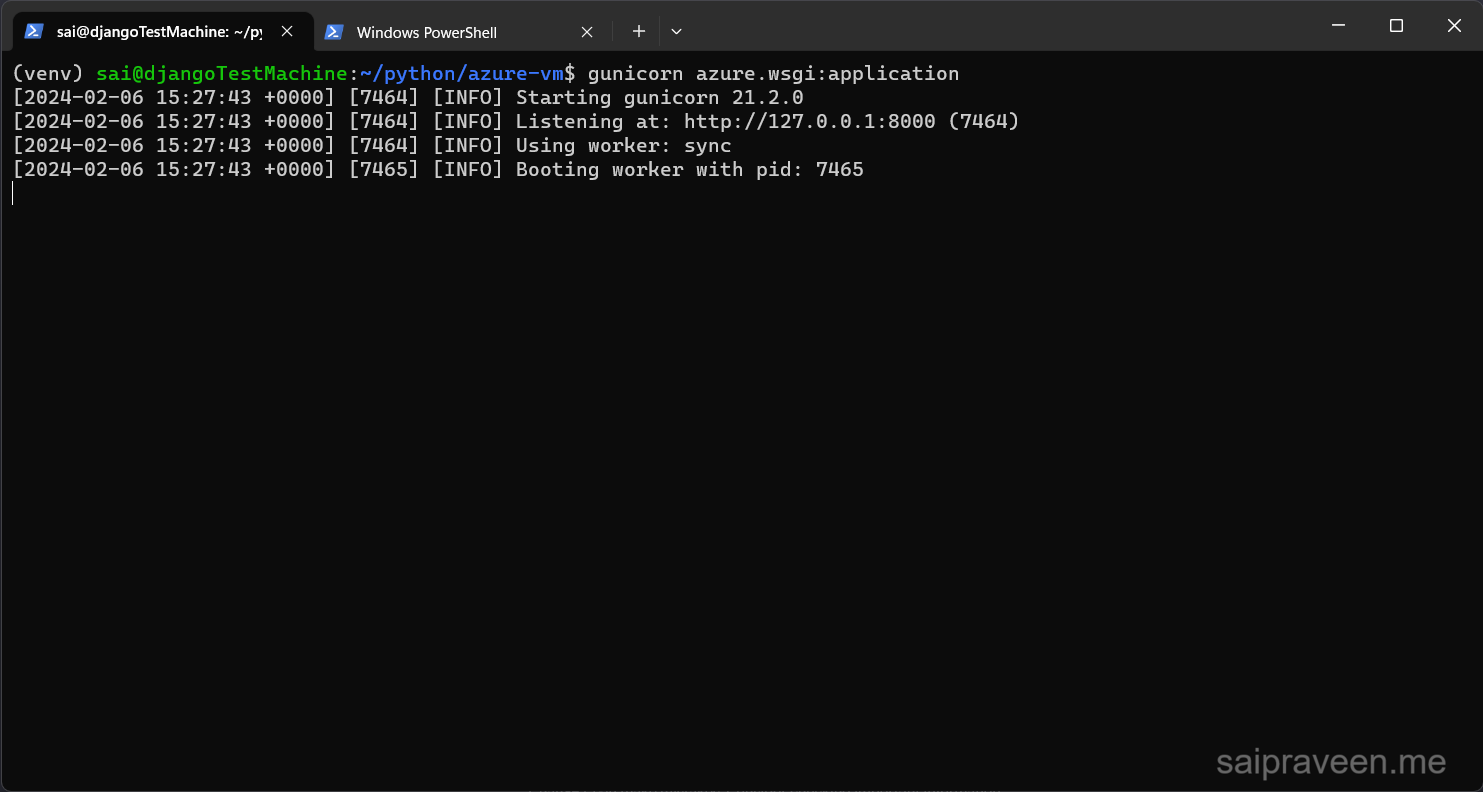 sai@djangoTestMachine: ~/py
Windows PowerShell
(venv) sai@djangoTestMachine:~/python/azure-vm$ gunicorn azure.wsgi:application
[2024-02-06 15:27:43 +0000] [7464] [INFO] Starting gunicorn 21.2.0
[2024-02-06 15:27:43 +0000] [7464] [INFO] Listening at: http://127.0.0.1:8000 (7464)
[2024-02-06 15:27:43 +0000] [7464] [INFO] Using worker: sync
[2024-02-06 15:27:43 +0000] [7465] [INFO] Booting worker with pid: 7465
saipraveen.me